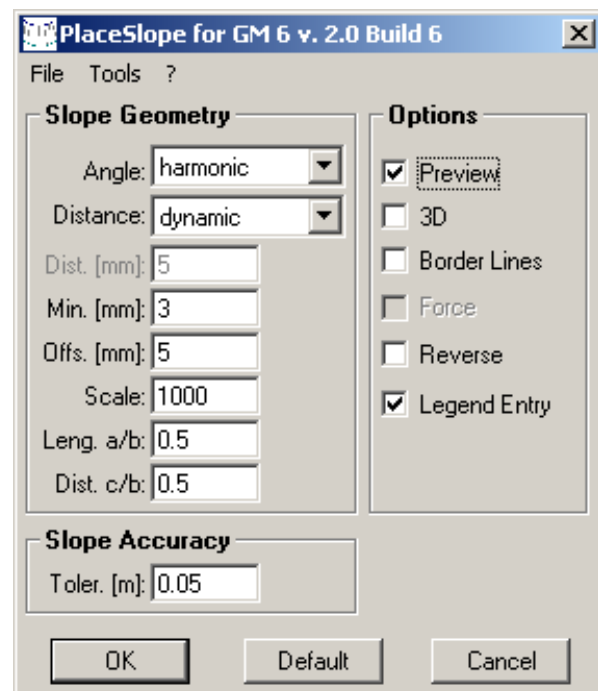 PlaceSlope for GM 6 v. 2.0 Build 6
File Tools ?
Slope Geometry
Angle: harmonic
Distance: dynamic
Dist. [mm]: 5
Min. [mm]: 3
Offs. [mm]: 5
Scale: 1000
Leng. a/b: 0.5
Dist. c/b: 0.5
Options
Preview
3D
Border Lines
Force
Reverse
Legend Entry
Slope Accuracy
Toler. [m]: 0.05
OK Default Cancel